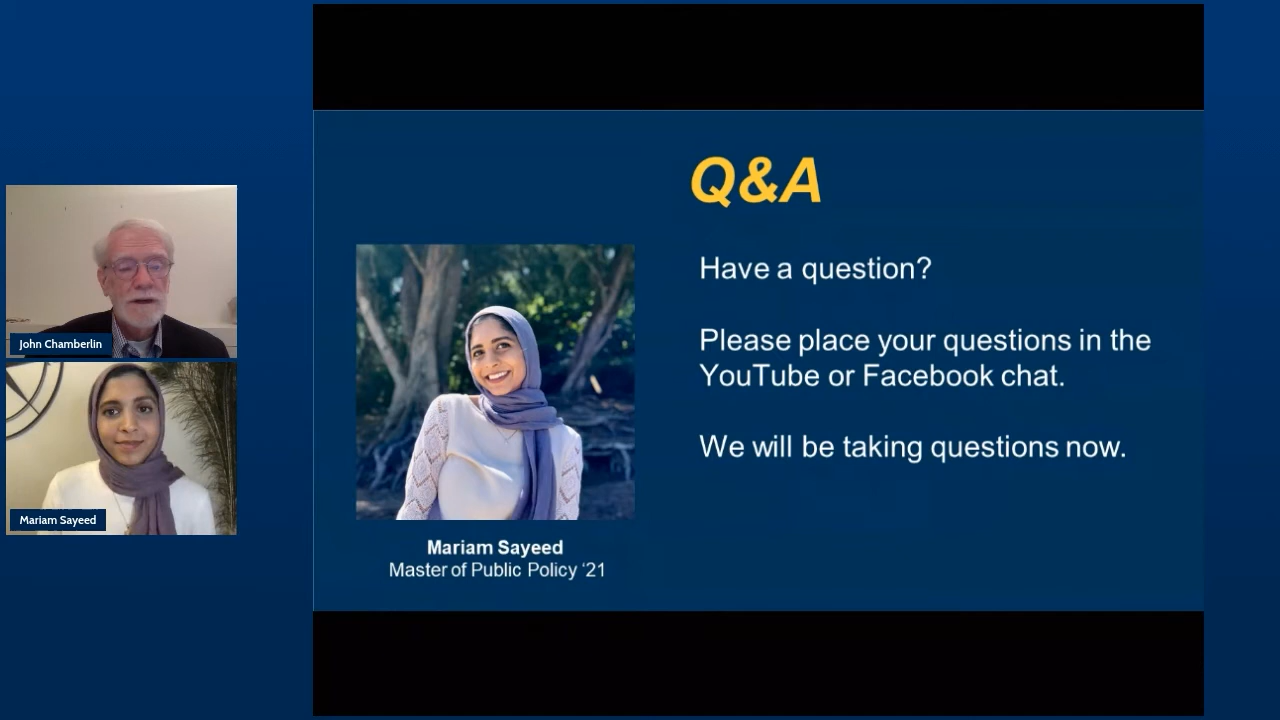 John Chamberlin
Mariam Sayeed
Q&A
Have a question?
Please place your questions in the
YouTube or Facebook chat.
We will be taking questions now.
Mariam Sayeed
Master of Public Policy ‘21